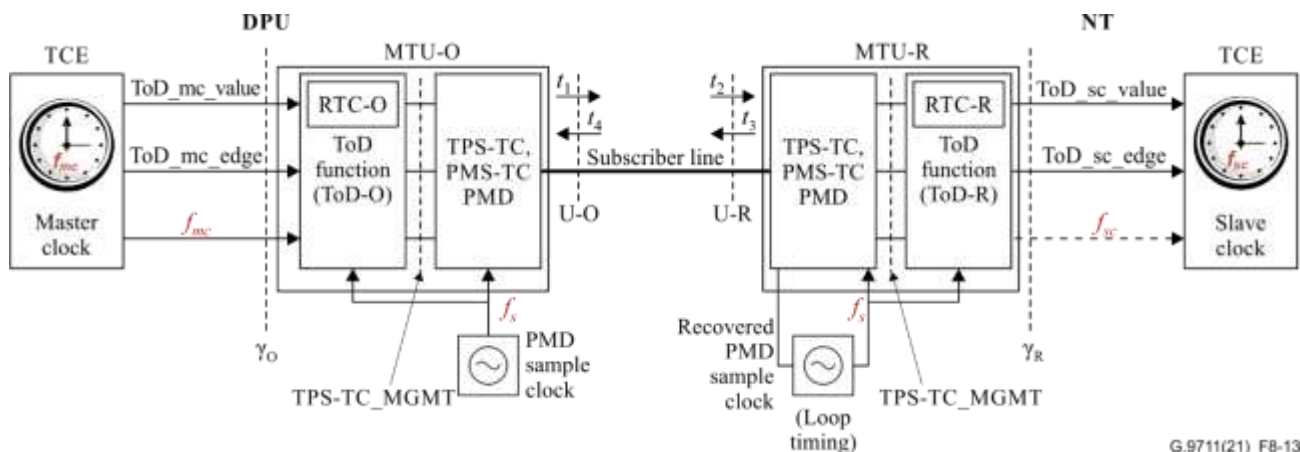 DPU
NT
TCE
MTU-O
MTU-R
TCE
ToD_mc_value
RTC-O
t1
t4
t2
t3
RTC-R
ToD_sc_value
fmc
ToD_mc_edge
ToD
function
(ToD-O)
TPS-TC,
PMS-TC
PMD
Subscriber line
TPS-TC,
PMS-TC
PMD
ToD
function
(ToD-R)
ToD_sc_edge
fsc
Master
clock
fmc
U-O
U-R
fsc
Slave
clock
fs
PMD
sample
clock
Recovered
PMD
sample
clock
fs
(Loop
timing)
γO
TPS-TC_MGMT
TPS-TC_MGMT
γR
G.9711(21)_F8-13